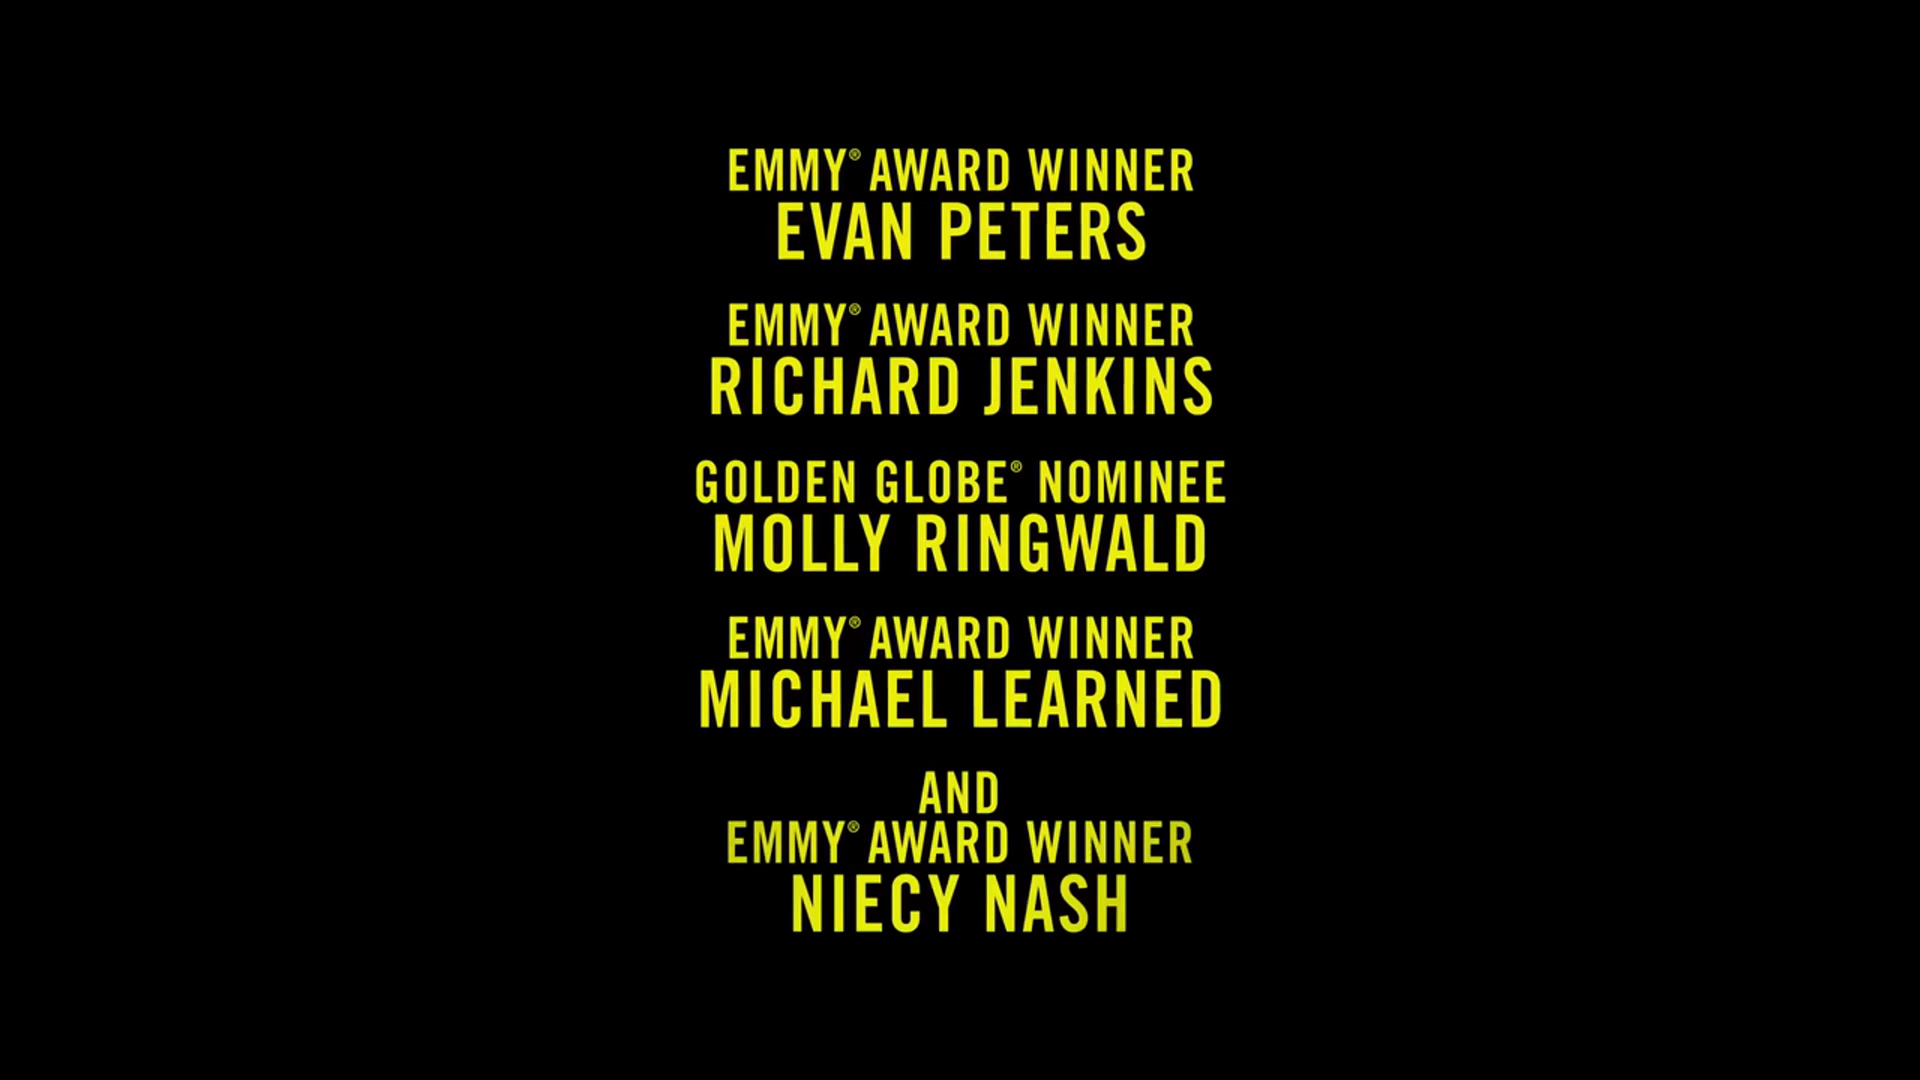 EMMY® AWARD WINNER
EVAN PETERS
EMMY® AWARD WINNER
RICHARD JENKINS
GOLDEN GLOBE® NOMINEE
MOLLY RINGWALD
EMMY® AWARD WINNER
MICHAEL LEARNED
AND
EMMY® AWARD WINNER
NIECY NASH